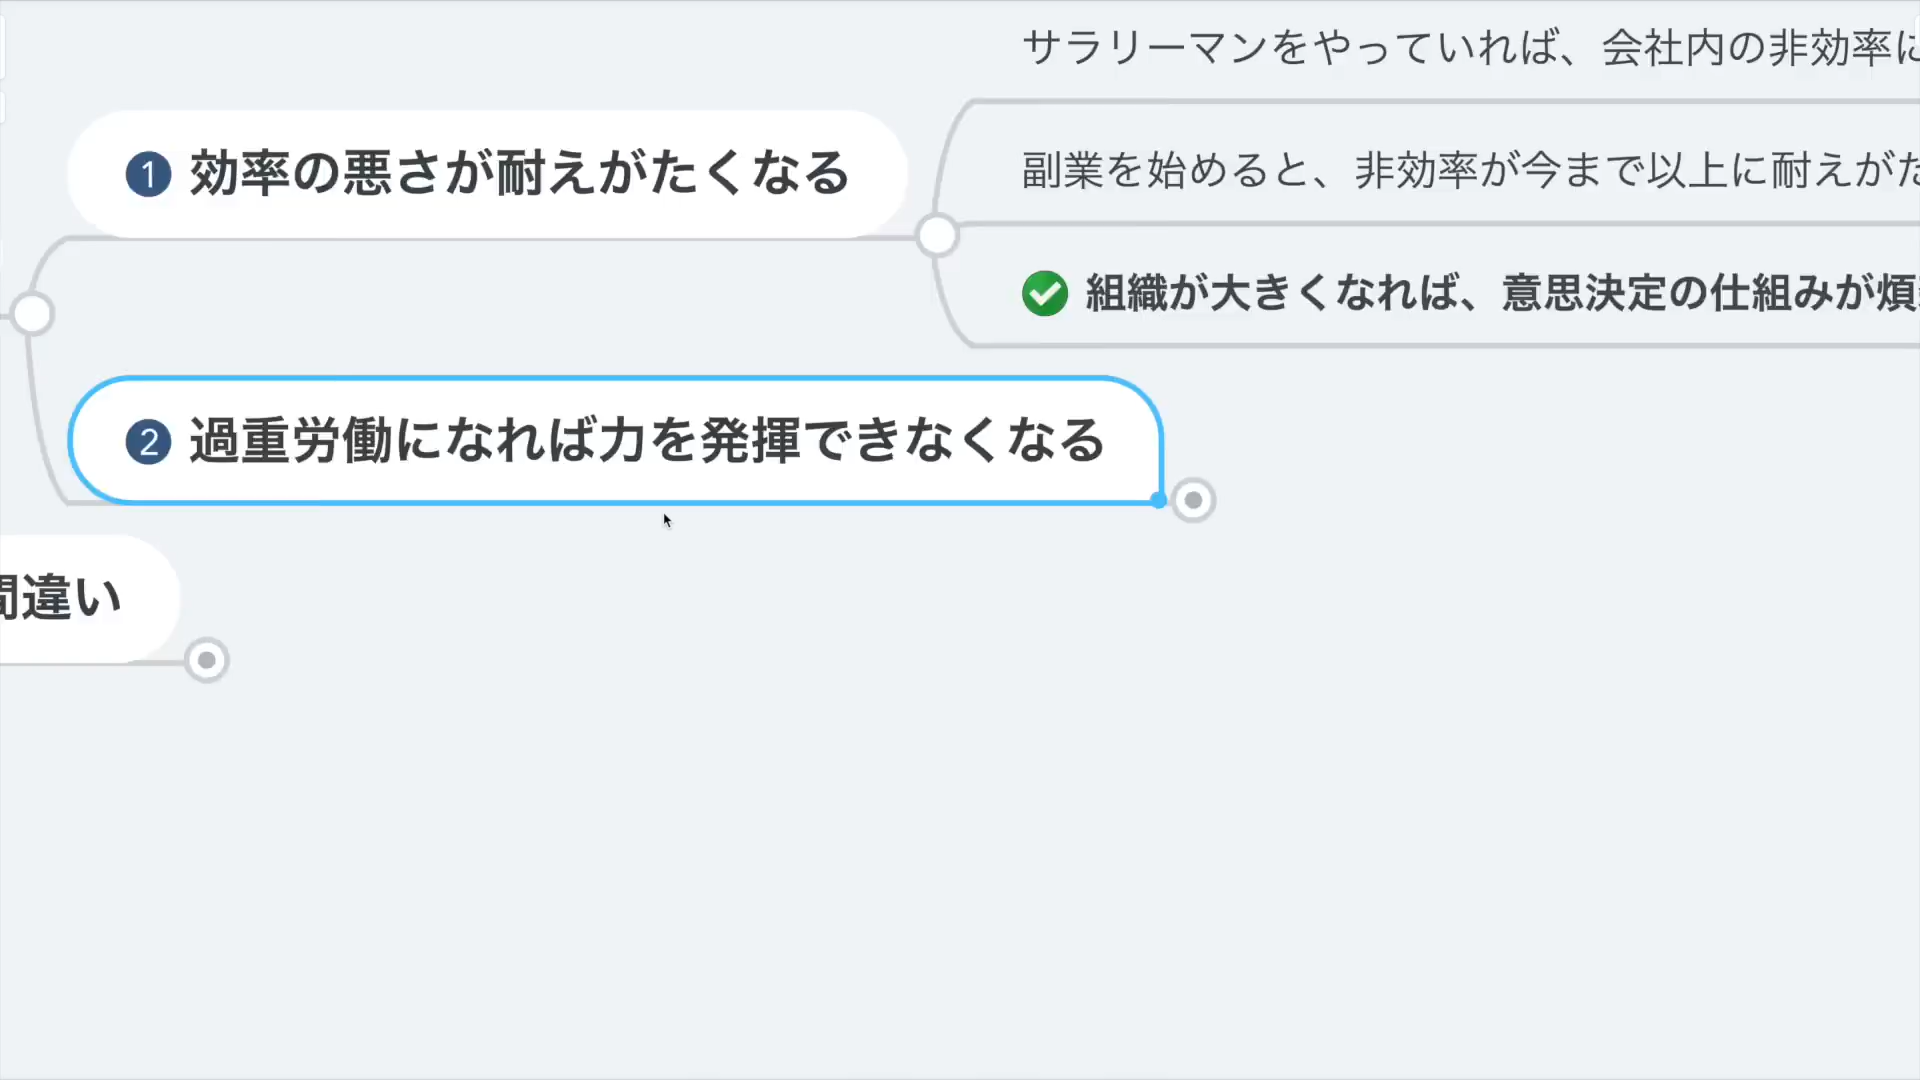 サラリーマンをやっていれば、会社内の非効率に
❶ 効率の悪さが耐えがたくなる
副業を始めると、非効率が今まで以上に耐えがた
組織が大きくなれば、意思決定の仕組みが煩
❷ 過重労働になれば力を発揮できなくなる
間違い